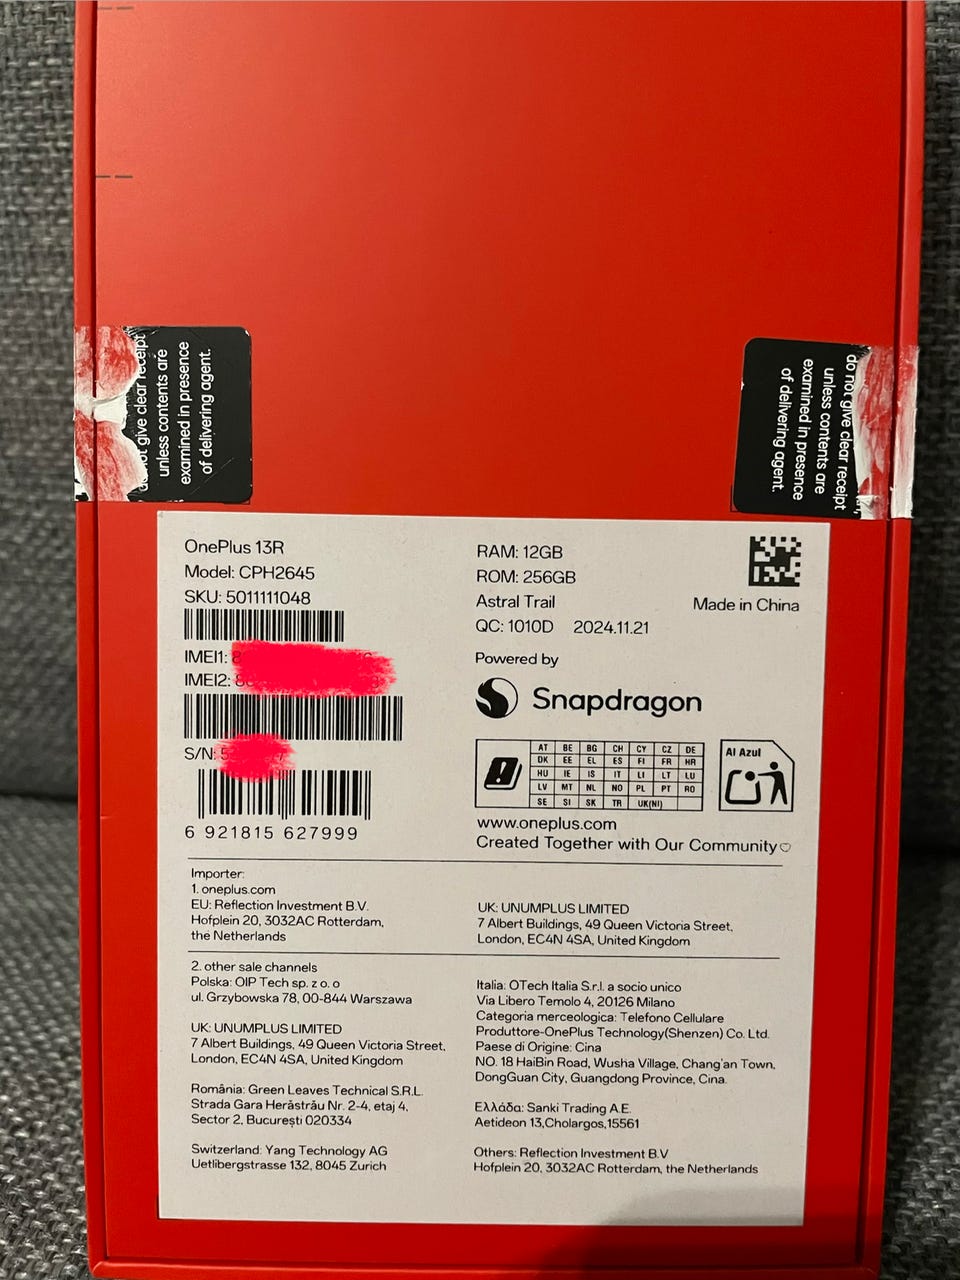 not give clear receipt
unless contents are
examined in presence
of delivering agent.
do not give clear receipt
unless contents are
examined in presence
of delivering agent.
OnePlus 13R
Model: CPH2645
SKU: 5011111048
IMEI1:
IMEI2:
S/N:
6 921815 627999
RAM: 12GB
ROM: 256GB
Astral Trail
QC: 1010D 2024.11.21
Made in China
Powered by
Snapdragon
AT BE BG CH CY CZ DE
DK EE EL ES FI FR HR
HU IE IS IT LI LT LU
LV MT NL NO PL PT RO
SE SI SK TR UK(NI)
Al Azul
www.oneplus.com
Created Together with Our Community
Importer:
1. oneplus.com
EU: Reflection Investment B.V.
Hofplein 20, 3032AC Rotterdam,
the Netherlands
UK: UNUMPLUS LIMITED
7 Albert Buildings, 49 Queen Victoria Street,
London, EC4N 4SA, United Kingdom
2. other sale channels
Polska: OIP Tech sp. z o. o
ul. Grzybowska 78, 00-844 Warszawa
UK: UNUMPLUS LIMITED
7 Albert Buildings, 49 Queen Victoria Street,
London, EC4N 4SA, United Kingdom
România: Green Leaves Technical S.R.L.
Strada Gara Herăstrău Nr. 2-4, etaj 4,
Sector 2, București 020334
Switzerland: Yang Technology AG
Uetlibergstrasse 132, 8045 Zurich
Italia: OTech Italia S.r.l. a socio unico
Via Libero Temolo 4, 20126 Milano
Categoria merceologica: Telefono Cellulare
Produttore-OnePlus Technology(Shenzen) Co. Ltd.
Paese di Origine: Cina
NO. 18 HaiBin Road, Wusha Village, Chang'an Town,
DongGuan City, Guangdong Province, Cina.
Ελλάδα: Sanki Trading A.E.
Aetideon 13,Cholargos,15561
Others: Reflection Investment B.V
Hofplein 20, 3032AC Rotterdam, the Netherlands